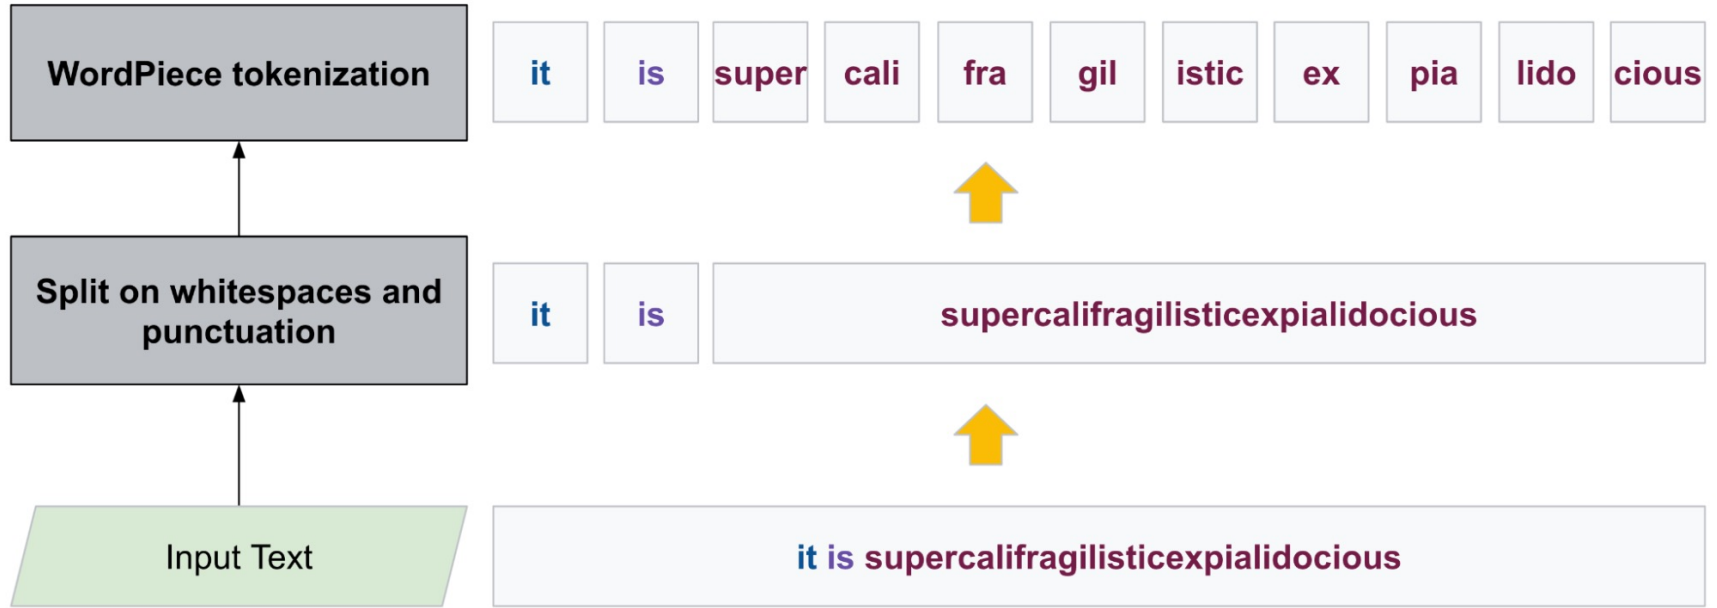 WordPiece tokenization
it is super cali fra gil istic ex pia lido cious
Split on whitespaces and
punctuation
it is supercalifragilisticexpialidocious
Input Text
it is supercalifragilisticexpialidocious